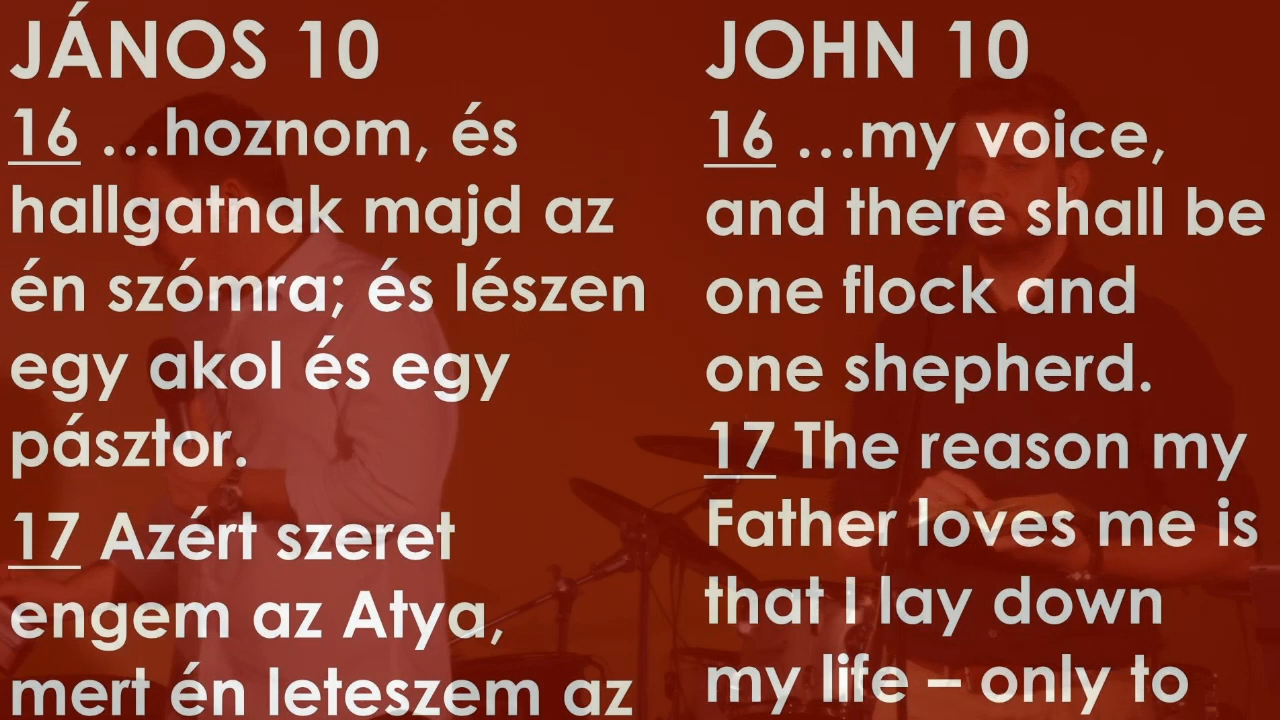 JÁNOS 10
16 …hoznom, és
hallgatnak majd az
én szómra; és lészen
egy akol és egy
pásztor.
17 Azért szeret
engem az Atya,
mert én leteszem az
JOHN 10
16 …my voice,
and there shall be
one flock and
one shepherd.
17 The reason my
Father loves me is
that I lay down
my life – only to